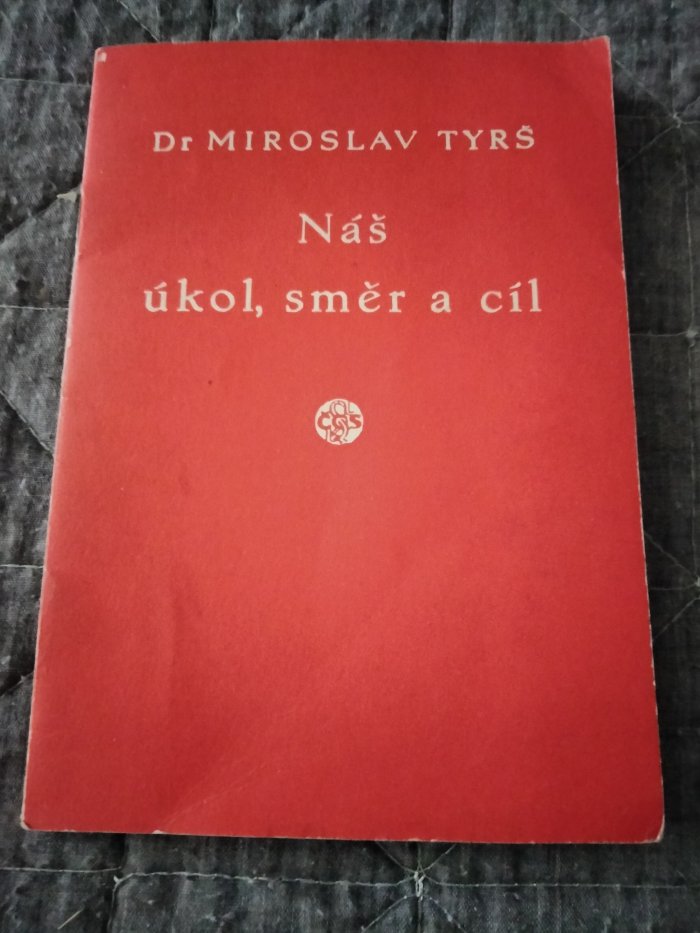 Dr MIROSLAV TYRŠ
Náš
úkol, směr a cíl